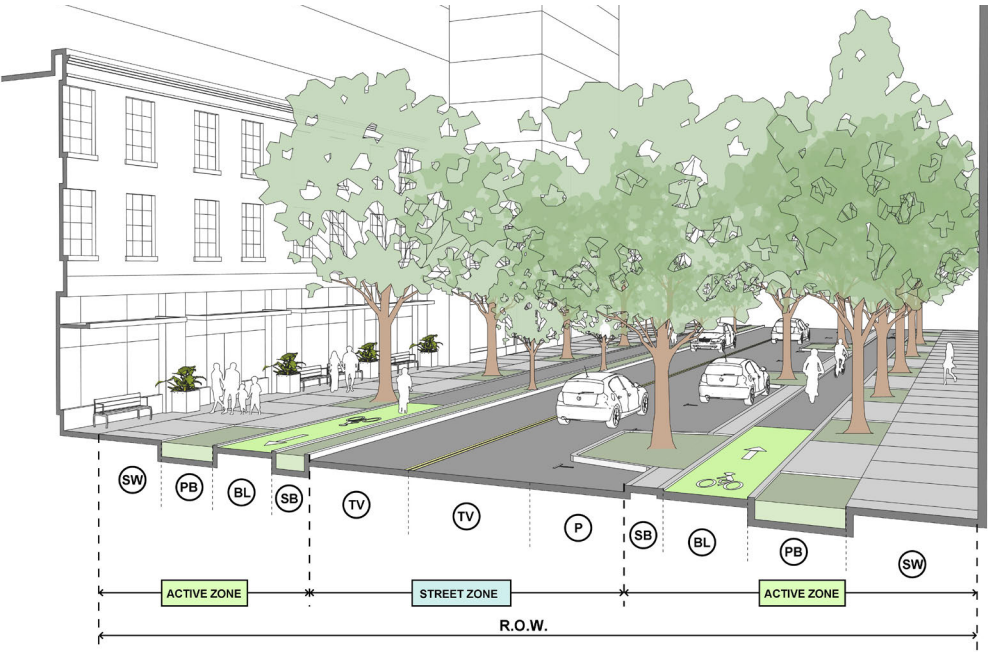 SW
PB
BL
SB
TV
TV
P
SB
BL
PB
SW
ACTIVE ZONE
STREET ZONE
ACTIVE ZONE
R.O.W.